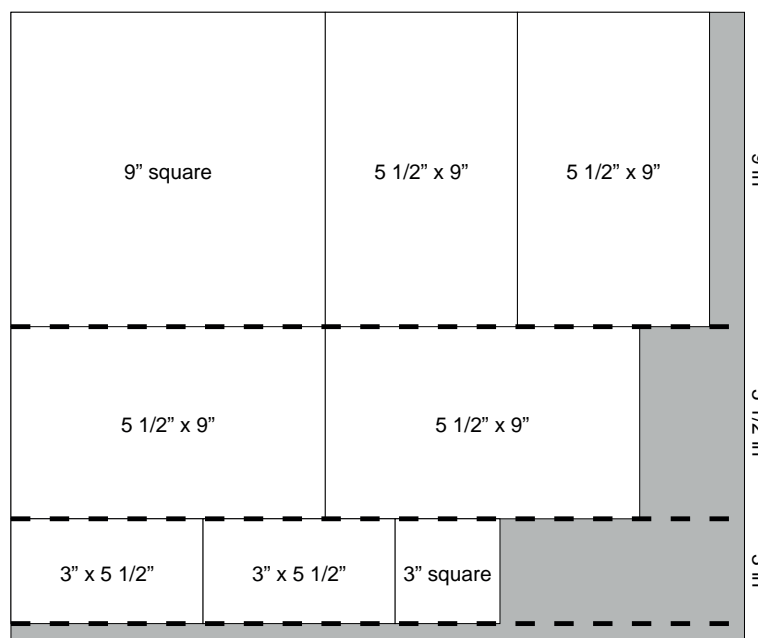 9” square
5 1/2” x 9”
5 1/2” x 9”
5 1/2” x 9”
5 1/2” x 9”
3” x 5 1/2”
3” x 5 1/2”
3” square